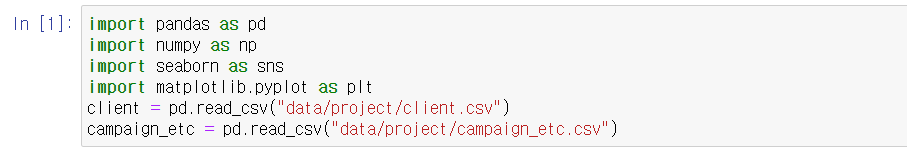 In [1]:
import pandas as pd
import numpy as np
import seaborn as sns
import matplotlib.pyplot as plt
client = pd.read_csv("data/project/client.csv")
campaign_etc = pd.read_csv("data/project/campaign_etc.csv")